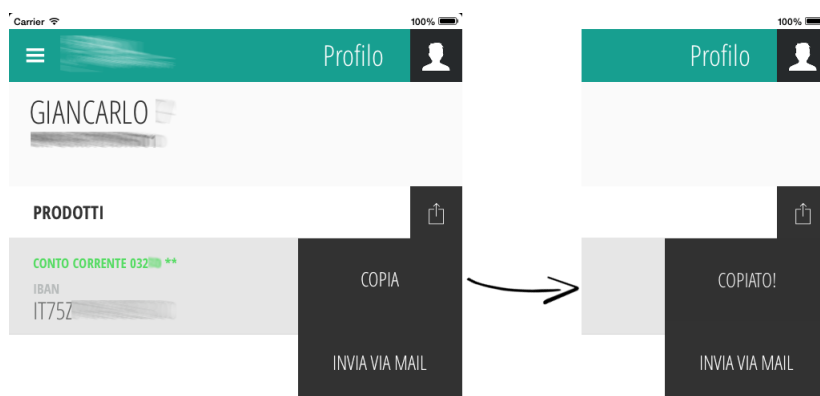 Carrier 100%
Profilo
GIANCARLO
PRODOTTI
CONTO CORRENTE 032 **
IBAN
IT75Z
COPIA
INVIA VIA MAIL
100%
Profilo
COPIATO!
INVIA VIA MAIL